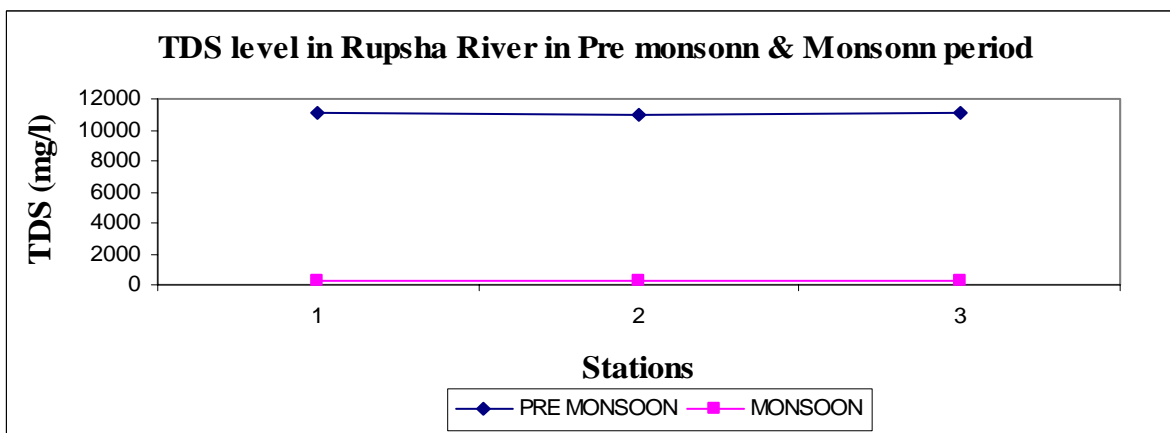 TDS level in Rupsha River in Pre monsonn & Monsonn period
TDS (mg/l)
12000
10000
8000
6000
4000
2000
0
1 2 3
Stations
PRE MONSOON MONSOON